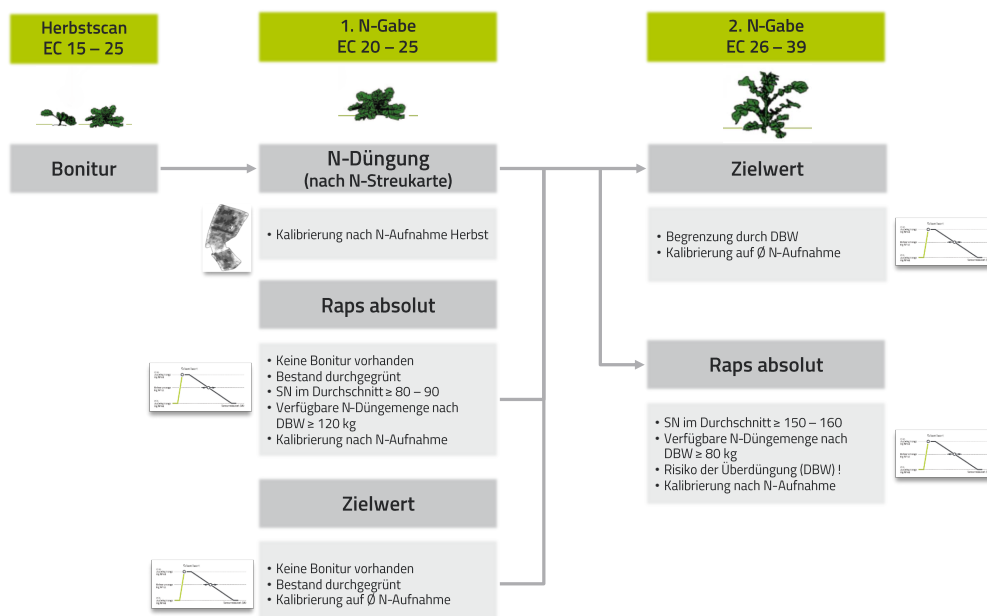 Herbstscan
EC 15 – 25
1. N-Gabe
EC 20 – 25
2. N-Gabe
EC 26 – 39
Bonitur
N-Düngung
(nach N-Streukarte)
Zielwert
• Kalibrierung nach N-Aufnahme Herbst
• Begrenzung durch DBW
• Kalibrierung auf Ø N-Aufnahme
Raps absolut
• Keine Bonitur vorhanden
• Bestand durchgegrünt
• SN im Durchschnitt ≥ 80 – 90
• Verfügbare N-Düngemenge nach
DBW ≥ 120 kg
• Kalibrierung nach N-Aufnahme
Raps absolut
• SN im Durchschnitt ≥ 150 – 160
• Verfügbare N-Düngemenge nach
DBW ≥ 80 kg
• Risiko der Überdüngung (DBW) !
• Kalibrierung nach N-Aufnahme
Zielwert
• Keine Bonitur vorhanden
• Bestand durchgegrünt
• Kalibrierung auf Ø N-Aufnahme